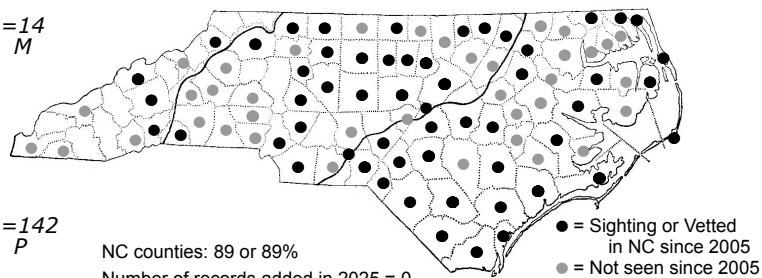 =14
M
=142
P
NC counties: 89 or 89%
Number of records added in 2025 = 0
● = Sighting or Vetted
in NC since 2005
● = Not seen since 2005